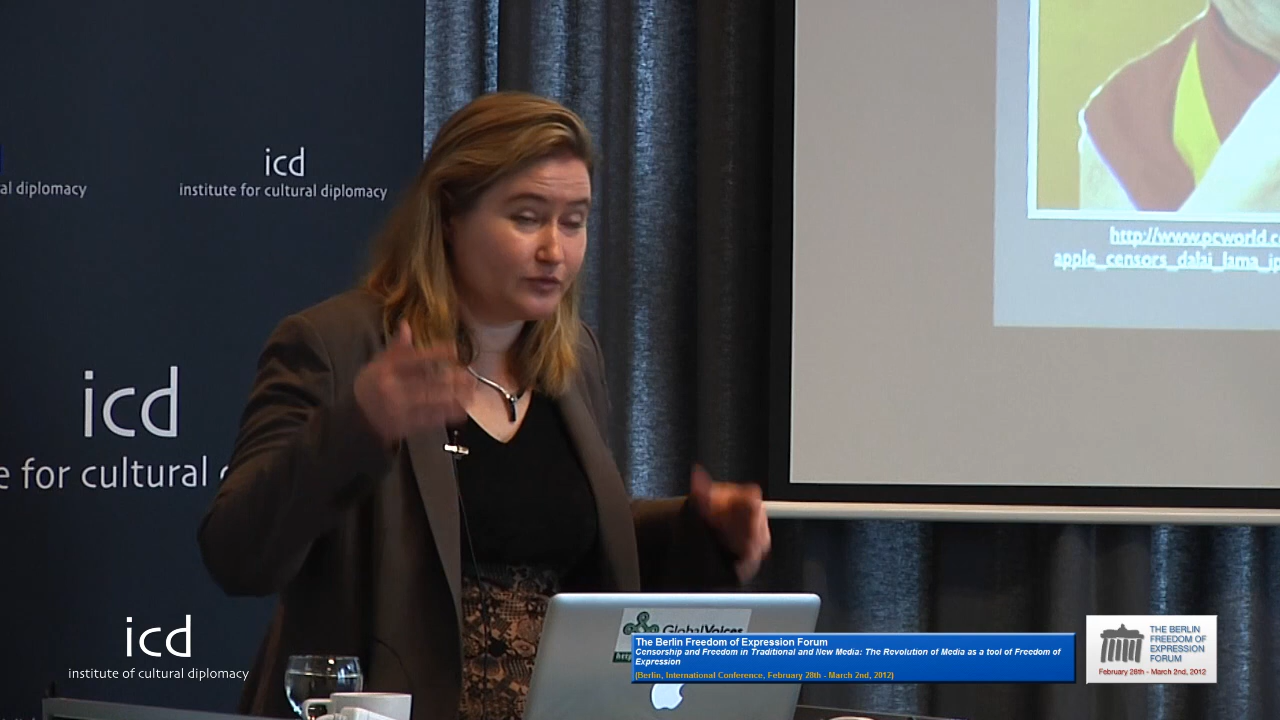 icd
al diplomacy
institute for cultural diplomacy
http://www.pcworld.c
apple_censors_dalai_lama_ip
icd
e for cultural
icd
institute of cultural diplomacy
GlobalVoices
The Berlin Freedom of Expression Forum
Censorship and Freedom in Traditional and New Media: The Revolution of Media as a tool of Freedom of
Expression
(Berlin, International Conference, February 28th - March 2nd, 2012)
THE BERLIN
FREEDOM OF
EXPRESSION
FORUM
February 28th - March 2nd, 2012